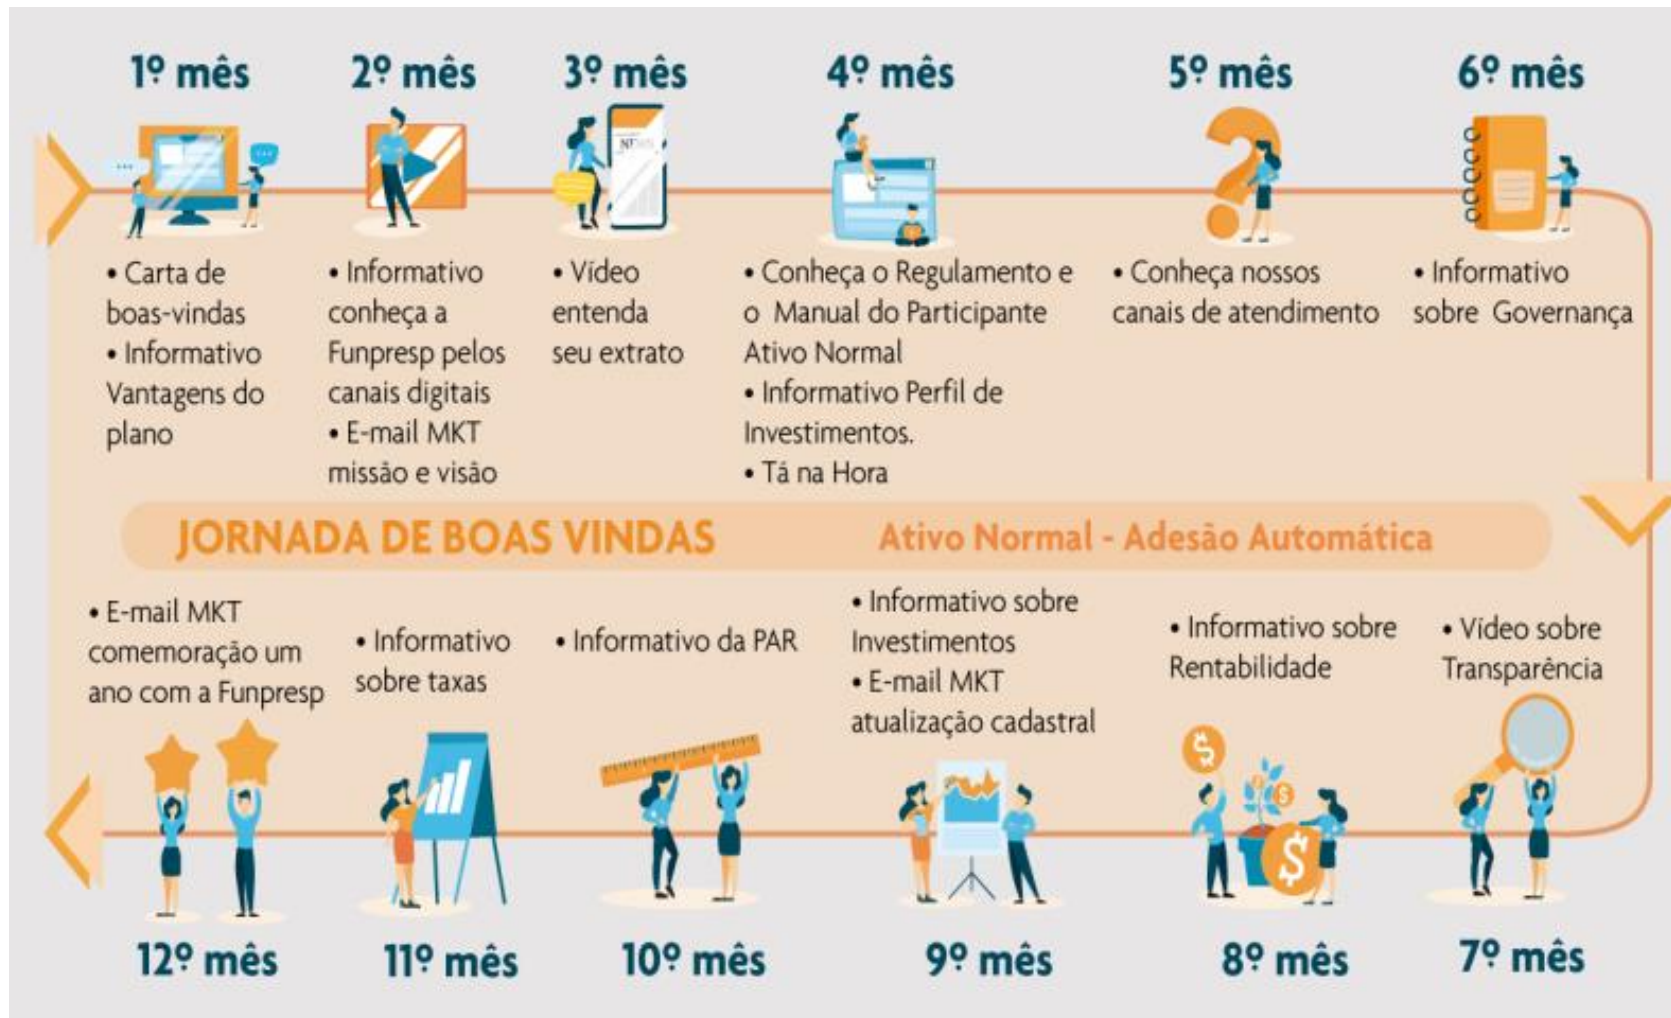 1º mês
2º mês
3º mês
4º mês
5º mês
6º mês
• Carta de
boas-vindas
• Informativo
Vantagens do
plano
• Informativo
conheça a
Funpresp pelos
canais digitais
• E-mail MKT
missão e visão
NEWS
• Vídeo
entenda
seu extrato
• Conheça o Regulamento e
o Manual do Participante
Ativo Normal
• Informativo Perfil de
Investimentos.
• Tá na Hora
• Conheça nossos
canais de atendimento
• Informativo
sobre Governança
JORNADA DE BOAS VINDAS
Ativo Normal - Adesão Automática
• E-mail MKT
comemoração um
ano com a Funpresp
• Informativo
sobre taxas
• Informativo da PAR
• Informativo sobre
Investimentos
• E-mail MKT
atualização cadastral
• Informativo sobre
Rentabilidade
• Vídeo sobre
Transparência
12º mês
11º mês
10º mês
9º mês
8º mês
7º mês